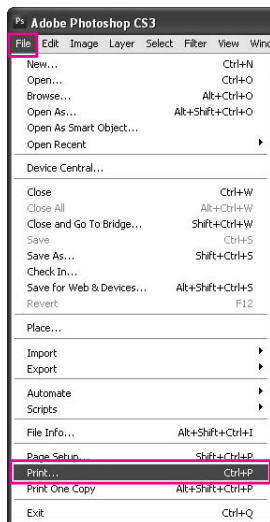 Ps Adobe Photoshop CS3
File Edit Image Layer Select Filter View
New... Ctrl+N
Open... Ctrl+O
Browse... Alt+Ctrl+O
Open As... Alt+Shift+Ctrl+O
Open As Smart Object...
Open Recent
Device Central...
Close Ctrl+W
Close All Alt+Ctrl+W
Close and Go To Bridge... Shift+Ctrl+W
Save Ctrl+S
Save As... Shift+Ctrl+S
Check In...
Save for Web & Devices... Alt+Shift+Ctrl+S
Revert F12
Place...
Import
Export
Automate
Scripts
File Info... Alt+Shift+Ctrl+I
Page Setup... Shift+Ctrl+P
Print... Ctrl+P
Print One Copy Alt+Shift+Ctrl+P
Exit Ctrl+Q